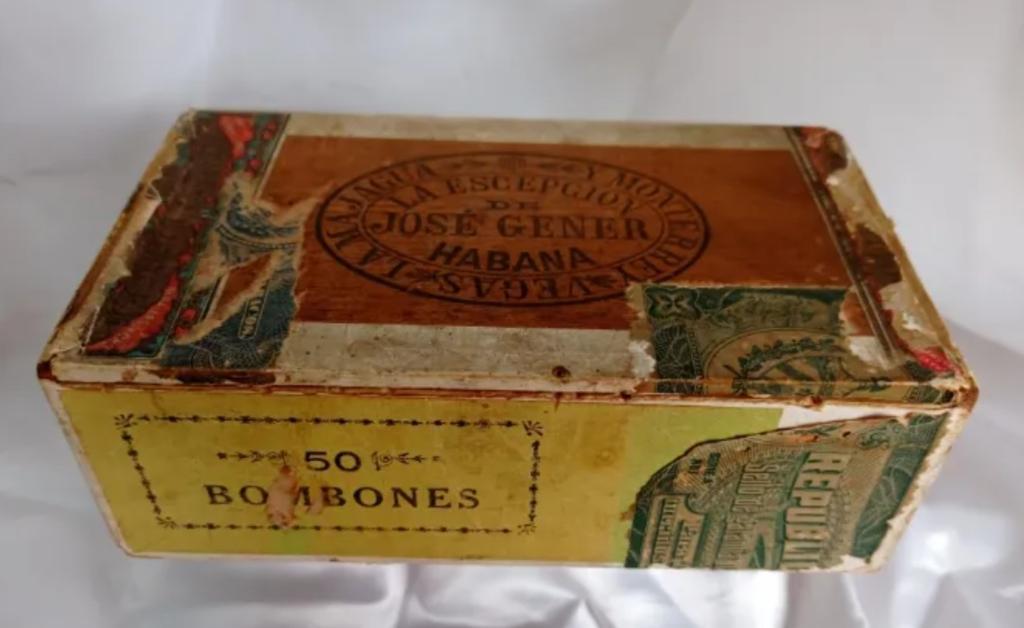 LA MAJAGUA Y MONTERREY
VEGAS
LA ESCEPCION
DE
JOSÉ GENER
HABANA
50
BOMBONES
REPUBLI